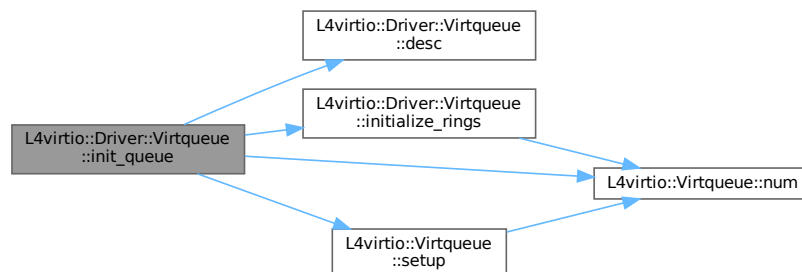 L4virtio::Driver::Virtqueue
::desc
L4virtio::Driver::Virtqueue
::initialize_rings
L4virtio::Driver::Virtqueue
::init_queue
L4virtio::Virtqueue::num
L4virtio::Virtqueue
::setup